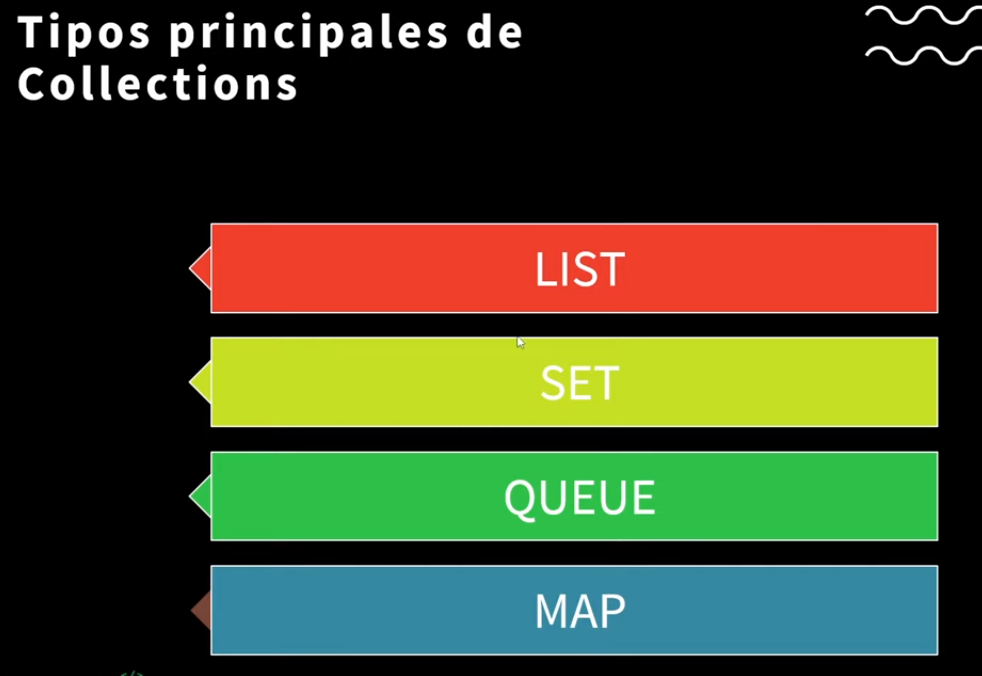 Tipos principales de
Collections
LIST
SET
QUEUE
MAP